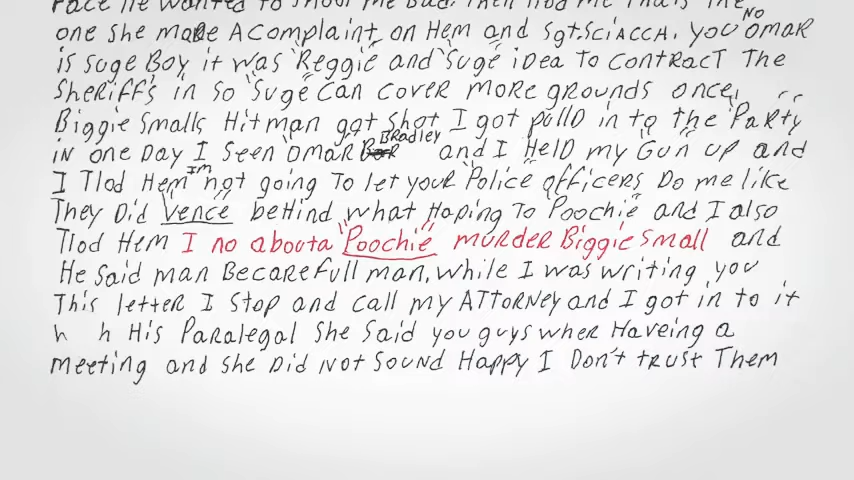 one she made A complaint on Hem and Sgt. Sciacca. You NO "OMAR
is suge Boy it was "Reggie" and "Suge" idea to contract The
Sheriff's in so "Suge" can cover more grounds once,
Biggie Smalls Hitman got shot I got pulld in to the "Party"
in one Day I seen "OMAR Bradley" and I Held my "Gun" up and
I Tlod Hem Im not going To let your "Police officers Do me like
They Did Vence behind what Hoping To "Poochie" and I also
Tlod Hem I no abouta "Poochie" murder Biggie Small and
He said man Becarefull man, while I was writing you
This letter I stop and call my ATTORNEY and I got in to it
h h His Paralegal She said you guys wher Haveing a
meeting and she Did Not Sound Happy I Don't trust Them